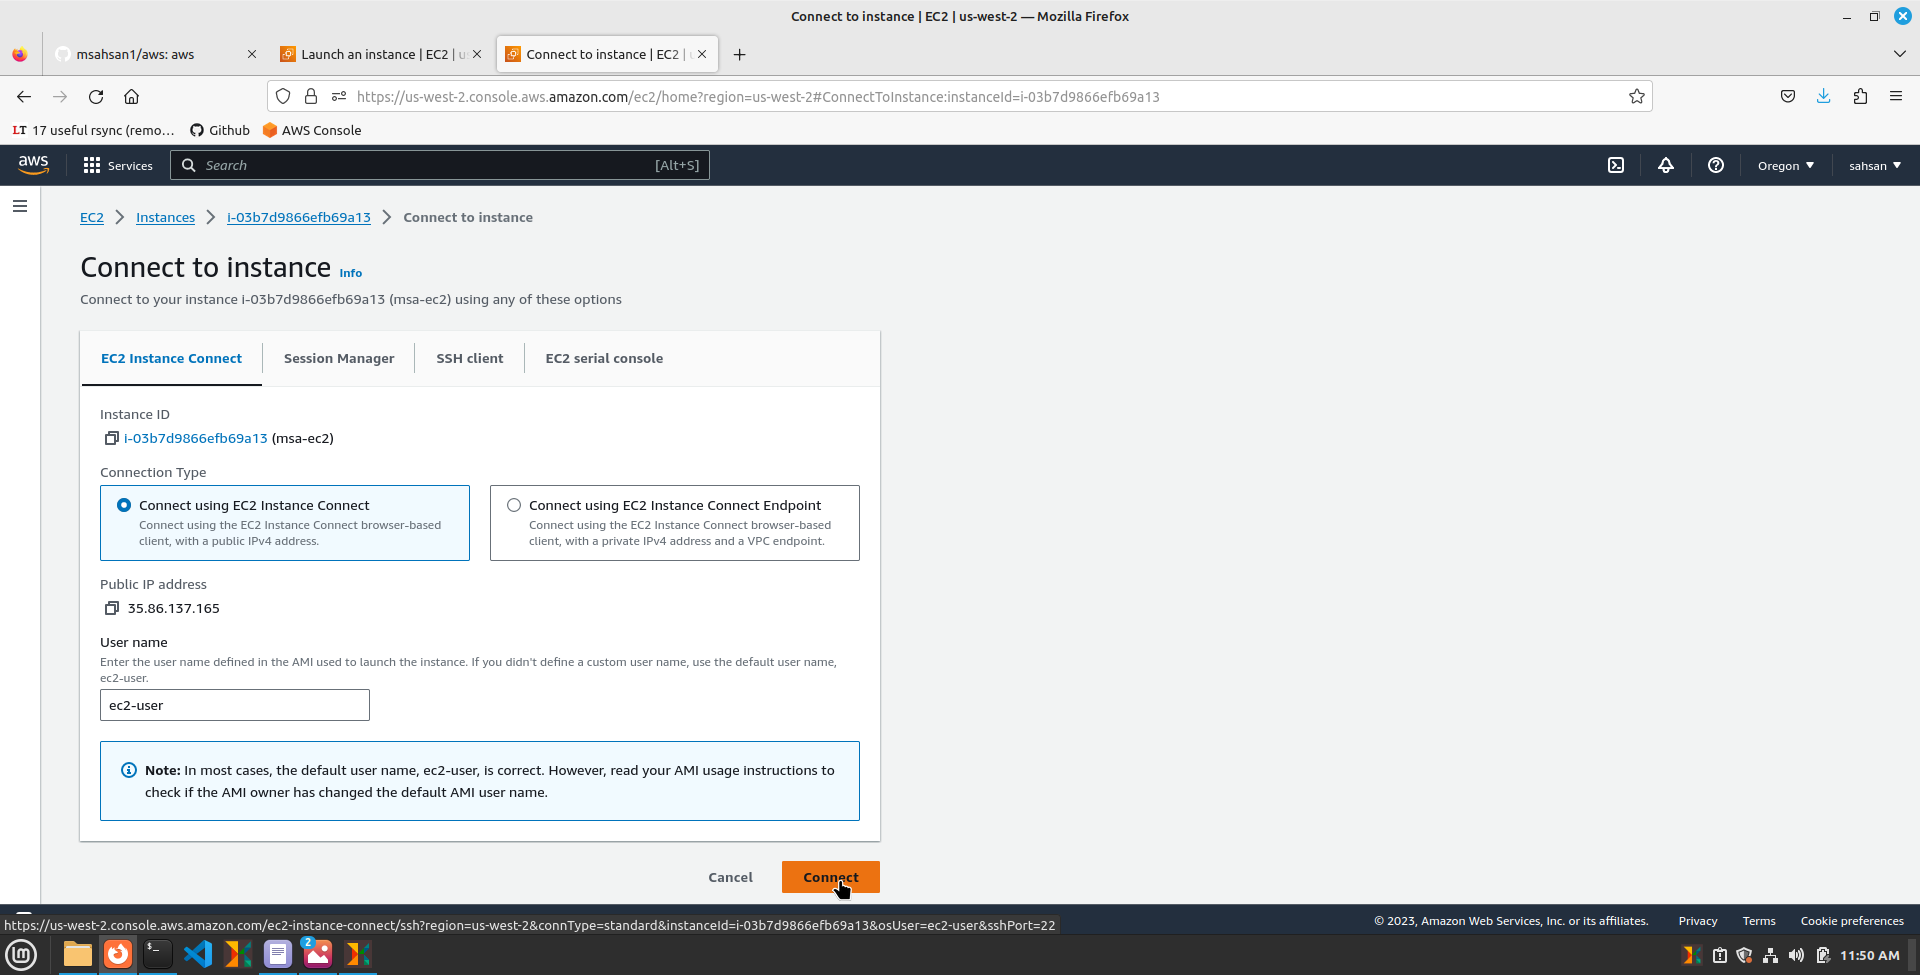 Connect to instance | EC2 | us-west-2 — Mozilla Firefox
msahsan1/aws: aws
Launch an instance | EC2 | u
Connect to instance | EC2 |
https://us-west-2.console.aws.amazon.com/ec2/home?region=us-west-2#ConnectToInstance:instanceId=i-03b7d9866efb69a13
LT 17 useful rsync (remo… Github AWS Console
aws Services Search [Alt+S] Oregon sahsan
EC2 Instances i-03b7d9866efb69a13 Connect to instance
Connect to instance Info
Connect to your instance i-03b7d9866efb69a13 (msa-ec2) using any of these options
EC2 Instance Connect Session Manager SSH client EC2 serial console
Instance ID
i-03b7d9866efb69a13 (msa-ec2)
Connection Type
Connect using EC2 Instance Connect
Connect using the EC2 Instance Connect browser-based
client, with a public IPv4 address.
Connect using EC2 Instance Connect Endpoint
Connect using the EC2 Instance Connect browser-based
client, with a private IPv4 address and a VPC endpoint.
Public IP address
35.86.137.165
User name
Enter the user name defined in the AMI used to launch the instance. If you didn't define a custom user name, use the default user name,
ec2-user.
ec2-user
Note: In most cases, the default user name, ec2-user, is correct. However, read your AMI usage instructions to
check if the AMI owner has changed the default AMI user name.
Cancel Connect
© 2023, Amazon Web Services, Inc. or its affiliates. Privacy Terms Cookie preferences
https://us-west-2.console.aws.amazon.com/ec2-instance-connect/ssh?region=us-west-2&connType=standard&instanceId=i-03b7d9866efb69a13&osUser=ec2-user&sshPort=22
2
11:50 AM